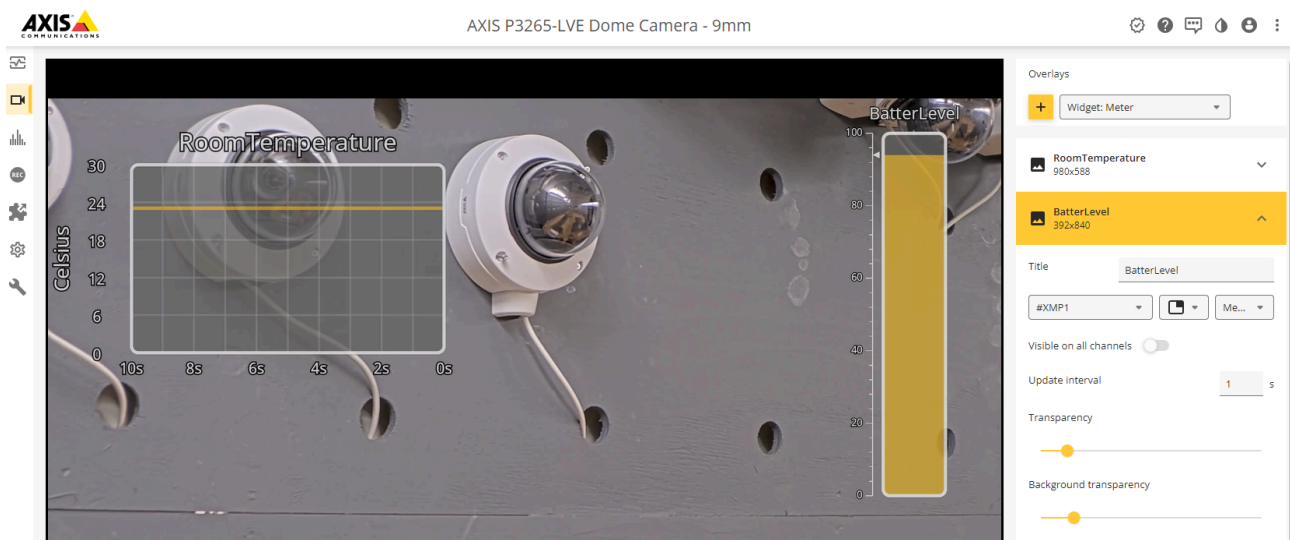 AXIS
COMMUNICATIONS
AXIS P3265-LVE Dome Camera - 9mm
REC
RoomTemperature
Celsius
30
24
18
12
6
0
10s 8s 6s 4s 2s 0s
BatterLevel
100
80
60
40
20
0
Overlays
+ Widget: Meter
RoomTemperature
980x588
BatterLevel
392x840
Title BatterLevel
#XMP1 Me...
Visible on all channels
Update interval 1 s
Transparency
Background transparency